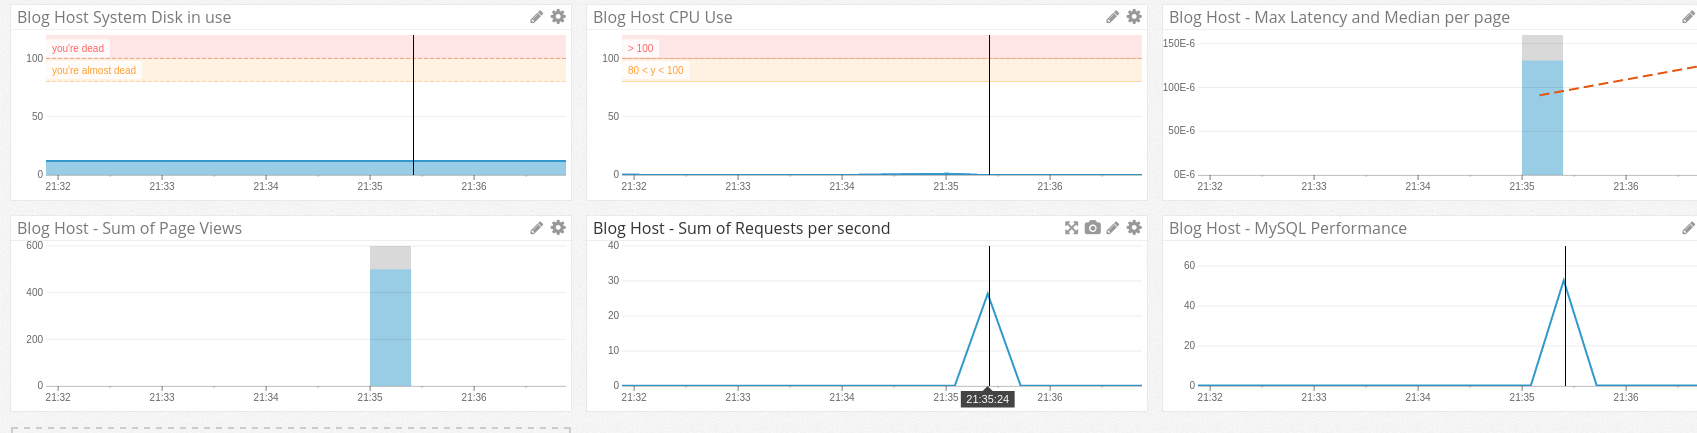 Blog Host System Disk in use
you're dead
100
you're almost dead
50
0
21:32 21:33 21:34 21:35 21:36
Blog Host CPU Use
> 100
100
80 < y < 100
50
0
21:32 21:33 21:34 21:35 21:36
Blog Host - Max Latency and Median per page
150E-6
100E-6
50E-6
0E-6
21:32 21:33 21:34 21:35 21:36
Blog Host - Sum of Page Views
600
400
200
0
21:32 21:33 21:34 21:35 21:36
Blog Host - Sum of Requests per second
40
30
20
10
0
21:32 21:33 21:34 21:35 21:35:24 21:36
Blog Host - MySQL Performance
60
40
20
0
21:32 21:33 21:34 21:35 21:36